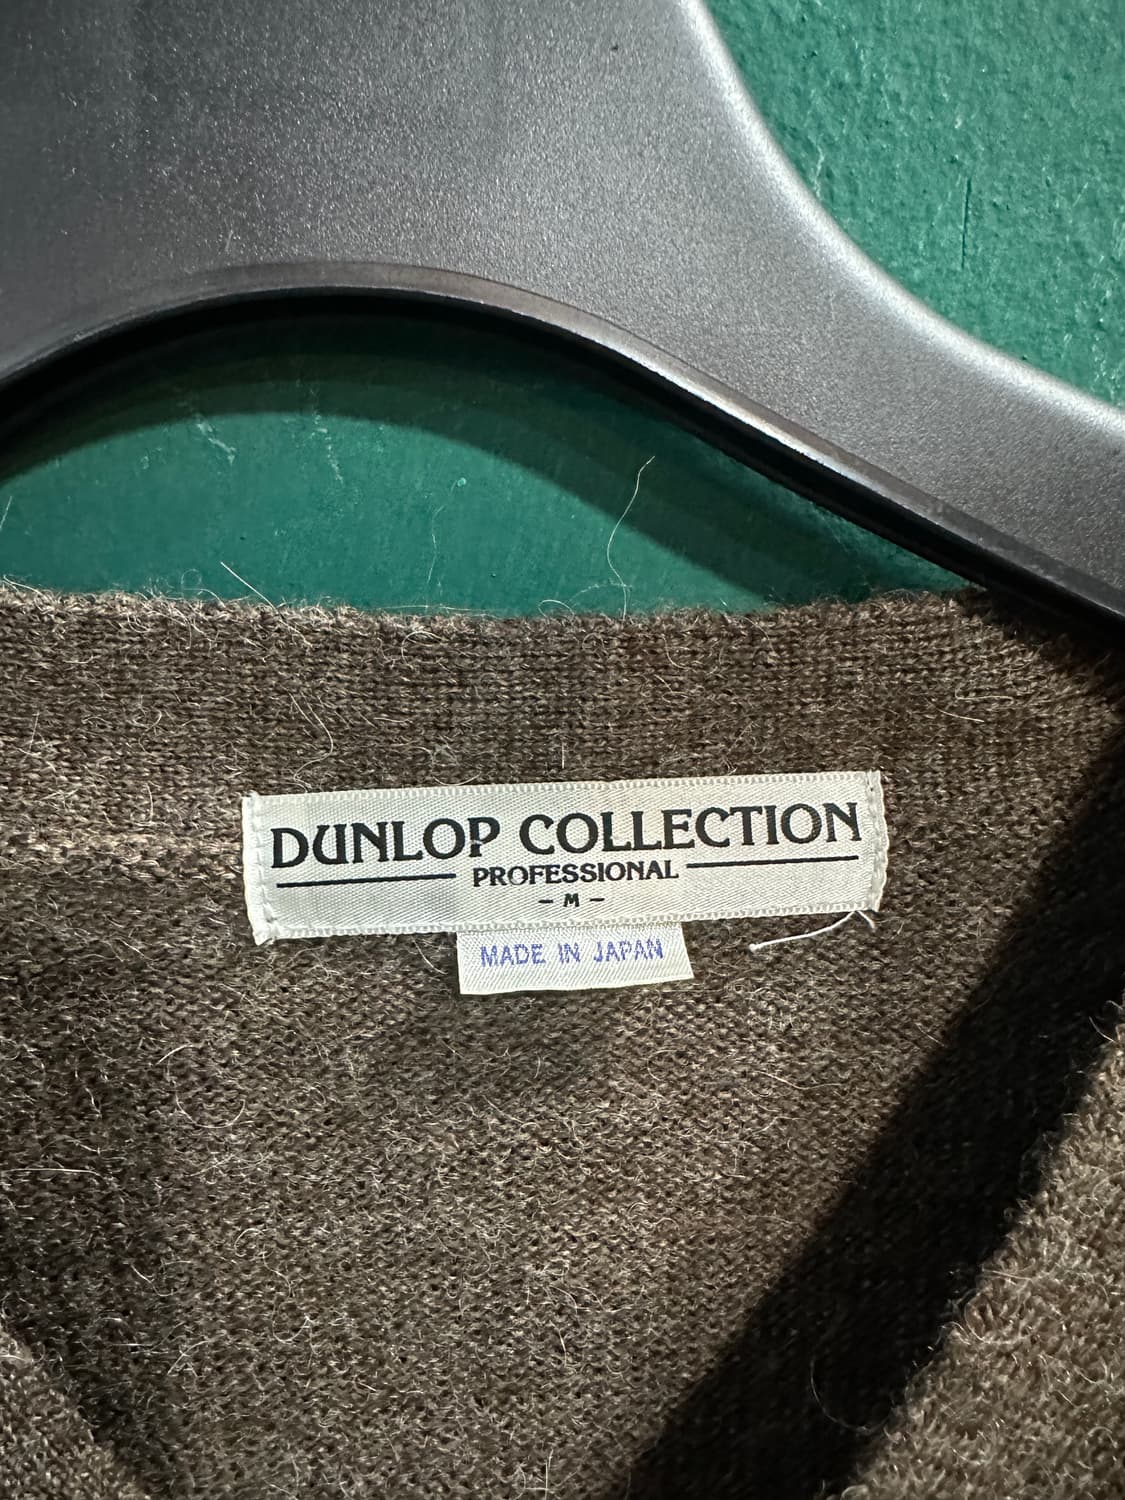 DUNLOP COLLECTION
PROFESSIONAL
- M -
MADE IN JAPAN